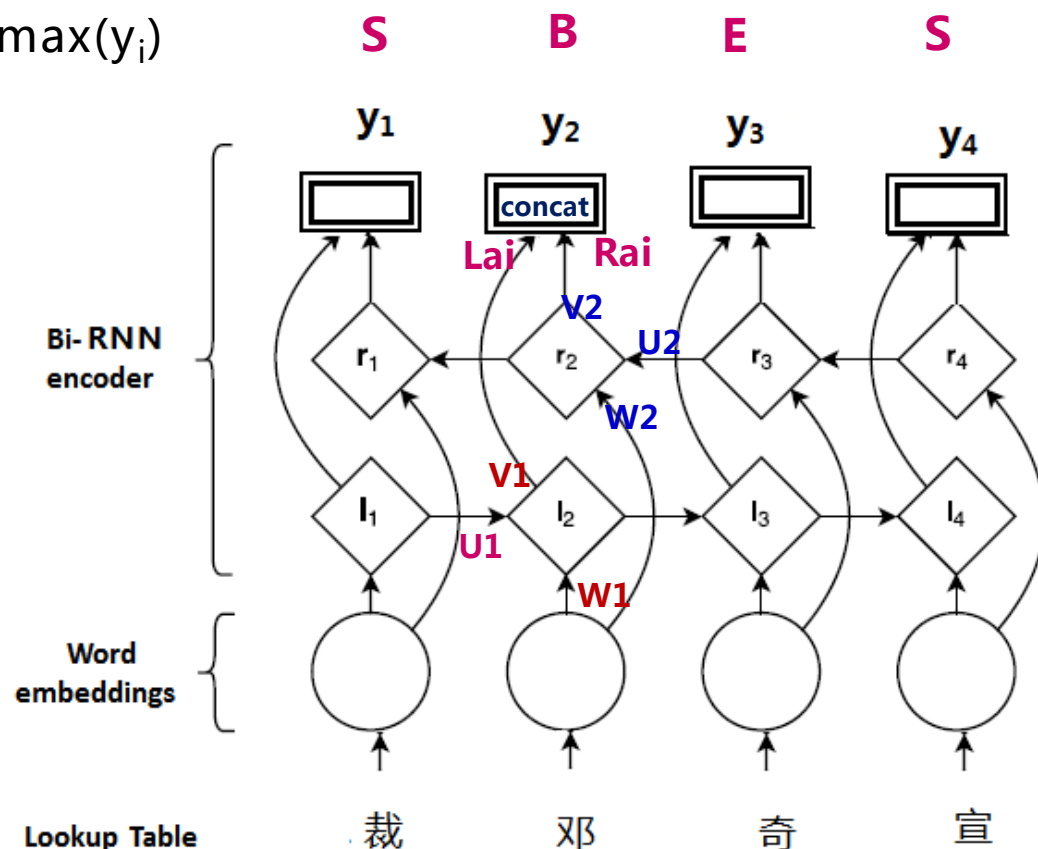 max(yᵢ) S B E S
y₁ y₂ y₃ y₄
concat
Lai Rai
V2
Bi-RNN encoder
r₁ r₂ U2 r₃ r₄
W2
V1
l₁ l₂ l₃ l₄
U1
W1
Word
embeddings
Lookup Table 裁 邓 奇 宣